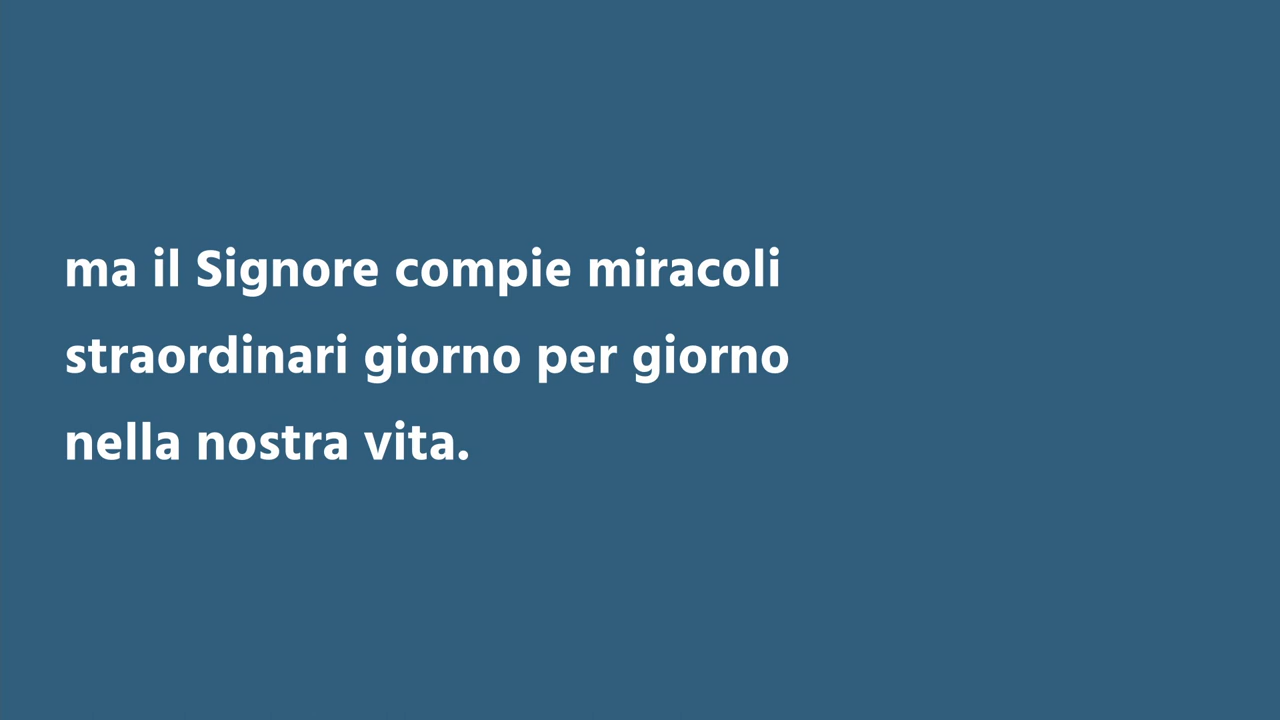 ma il Signore compie miracoli
straordinari giorno per giorno
nella nostra vita.